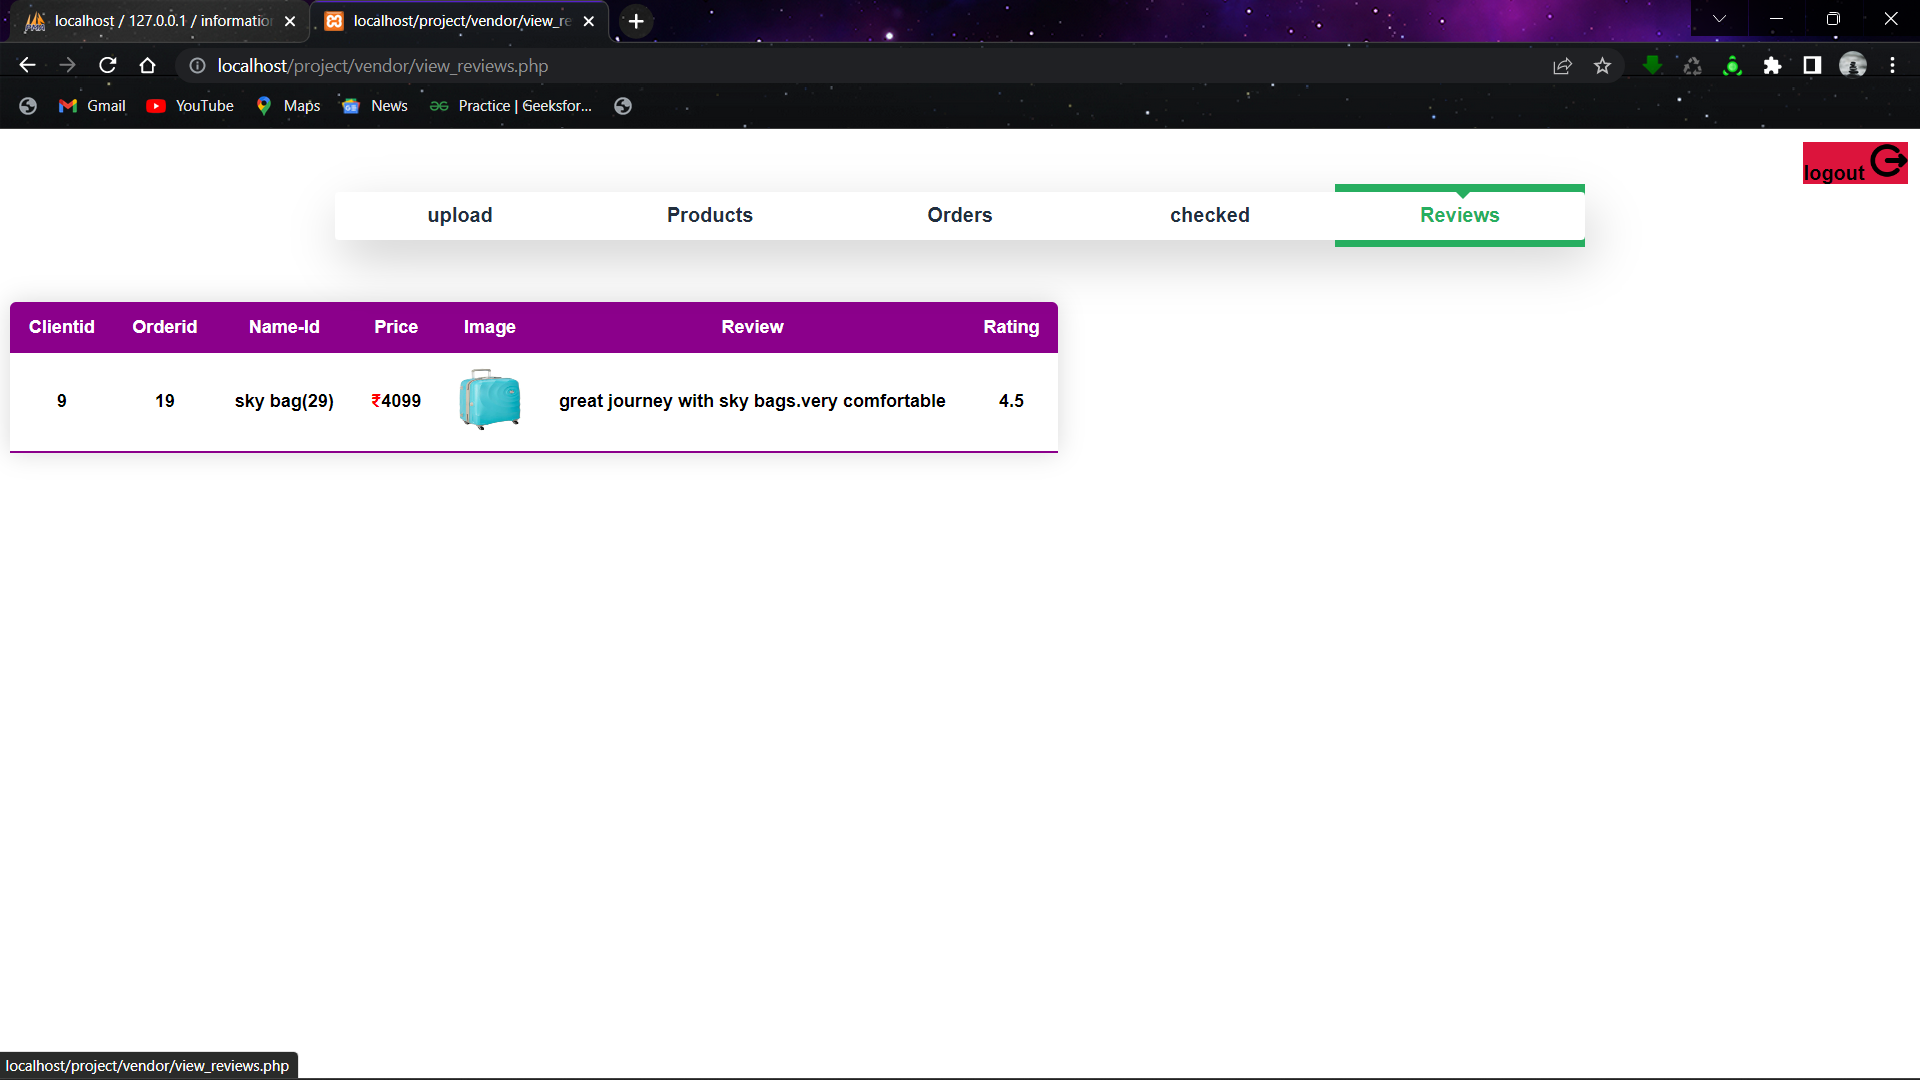 localhost / 127.0.0.1 / informatio
localhost/project/vendor/view_re
localhost/project/vendor/view_reviews.php
Gmail YouTube Maps News Practice | Geeksfor...
logout
upload Products Orders checked Reviews
Clientid Orderid Name-Id Price Image Review Rating
9 19 sky bag(29) ₹4099 great journey with sky bags.very comfortable 4.5
localhost/project/vendor/view_reviews.php